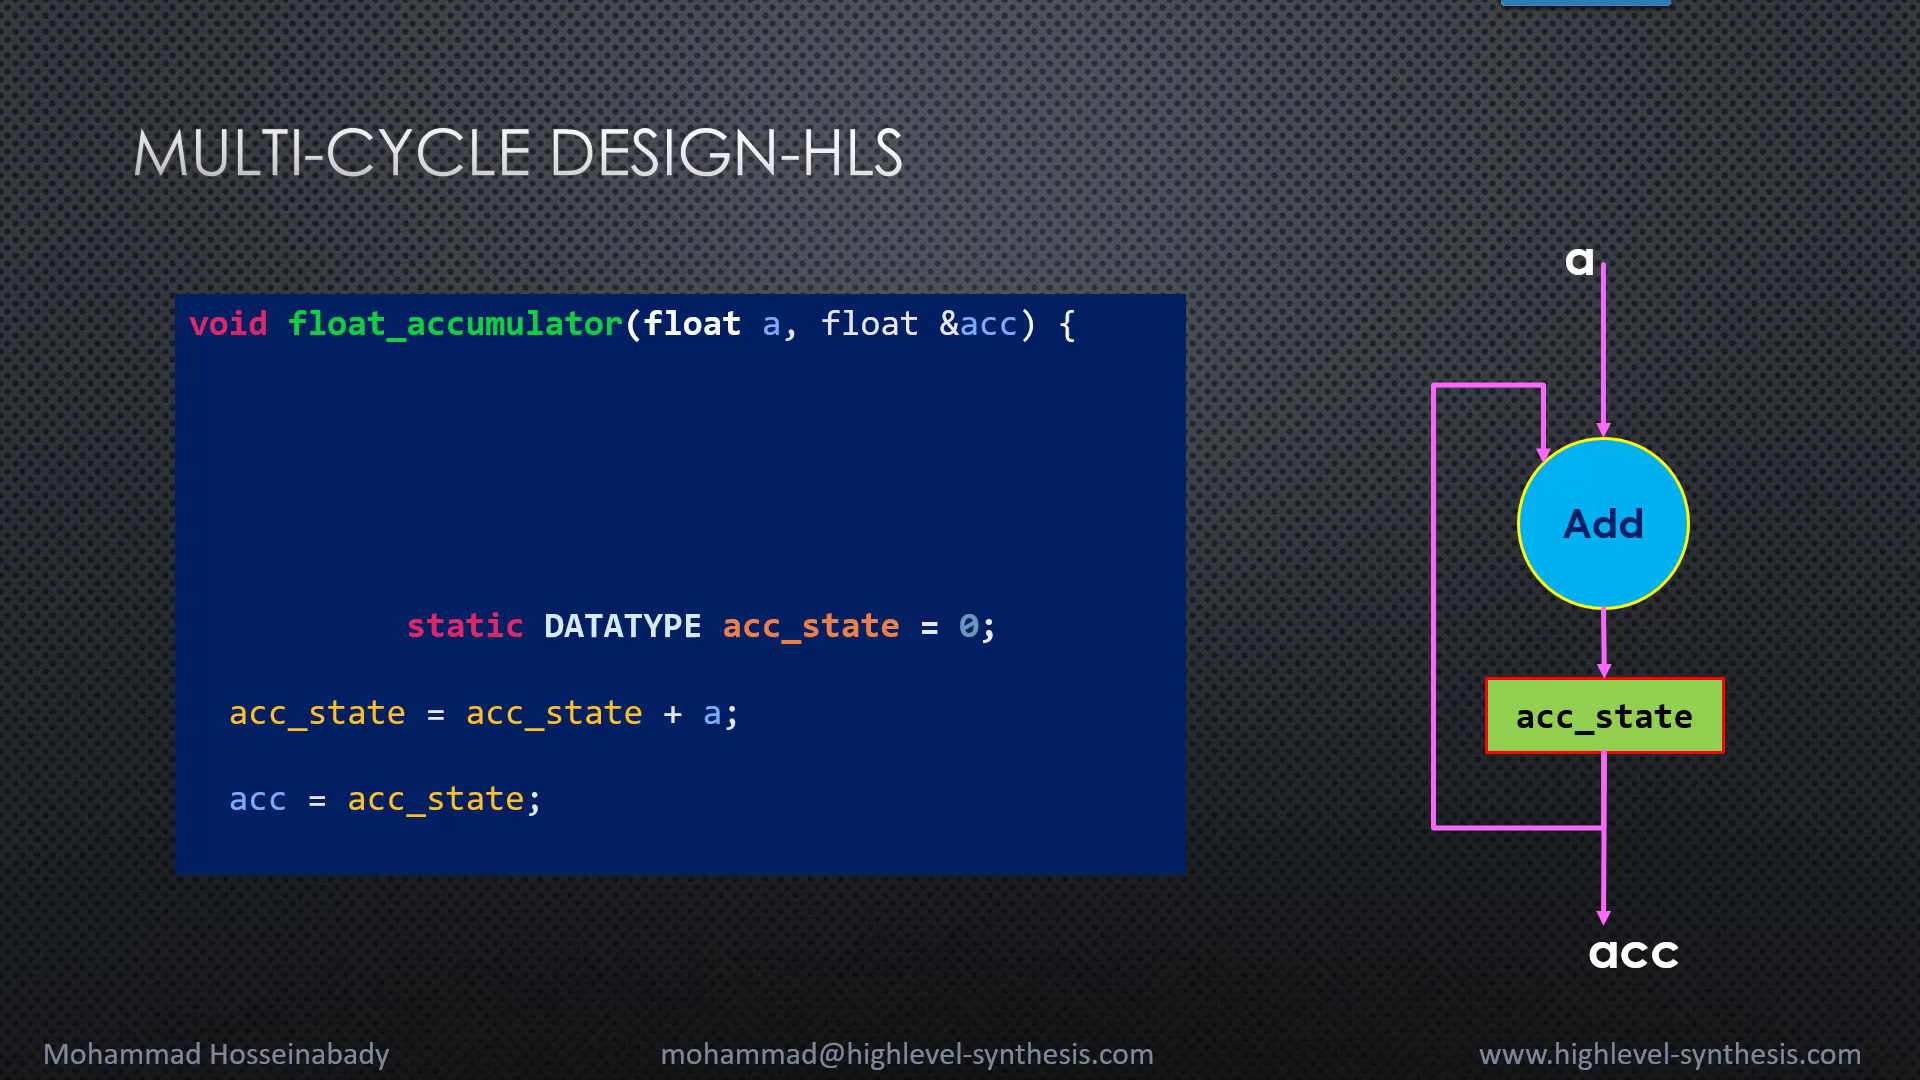 MULTI-CYCLE DESIGN-HLS
void float_accumulator(float a, float &acc) {
static DATATYPE acc_state = 0;
acc_state = acc_state + a;
acc = acc_state;
a
Add
acc_state
acc
Mohammad Hosseinabady
mohammad@highlevel-synthesis.com
www.highlevel-synthesis.com